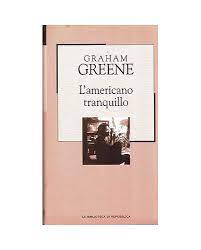 GRAHAM
GREENE
L'americano
tranquillo
LA BIBLIOTECA DI REPUBBLICA